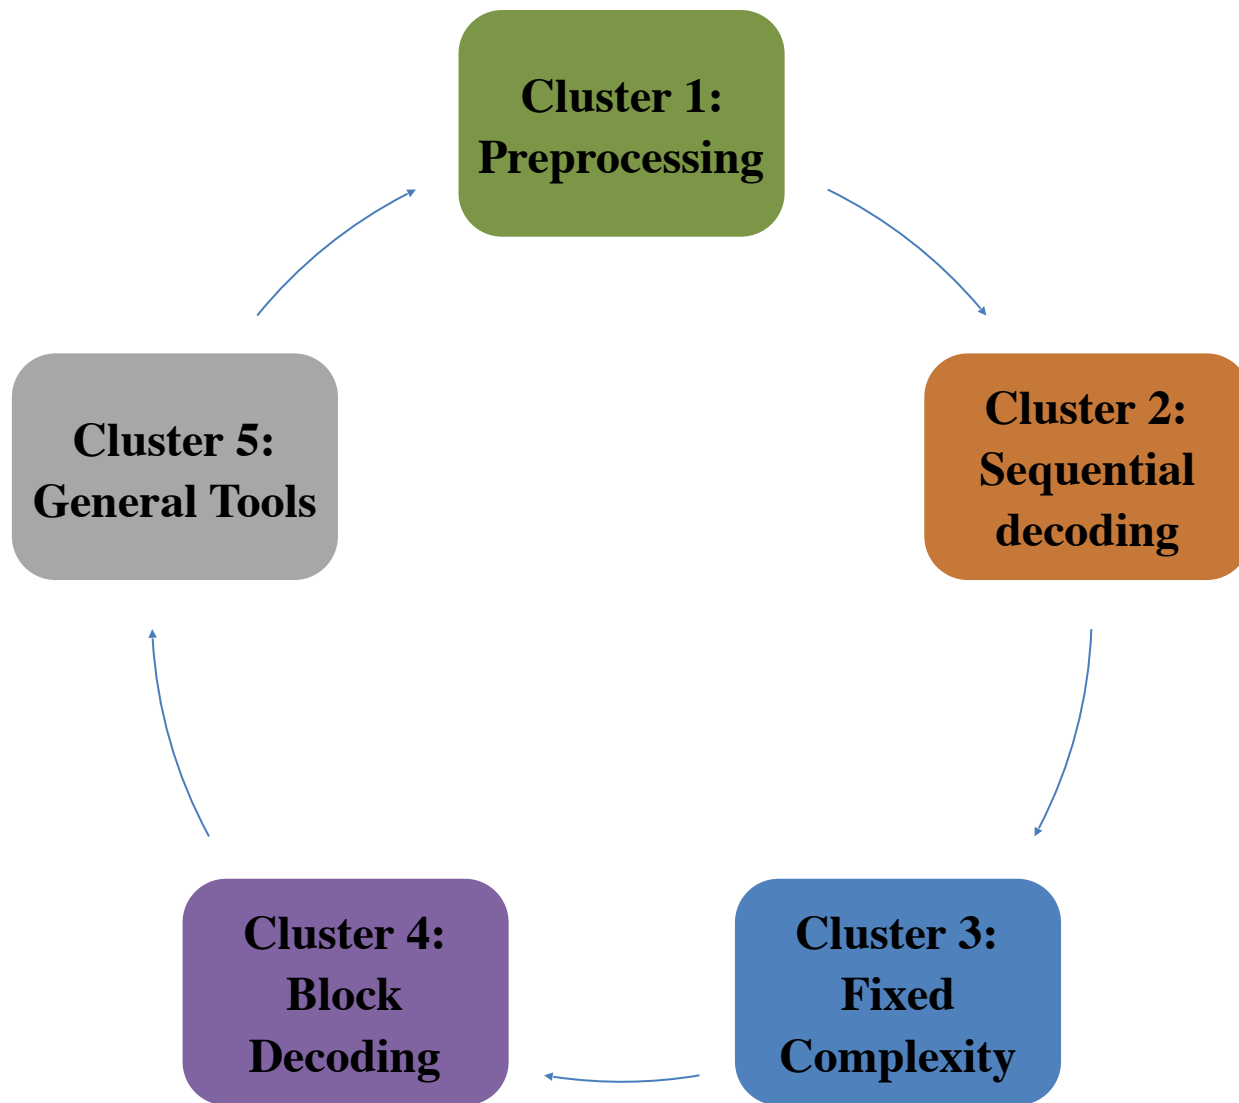 Cluster 1:
Preprocessing
Cluster 2:
Sequential
decoding
Cluster 3:
Fixed
Complexity
Cluster 4:
Block
Decoding
Cluster 5:
General Tools